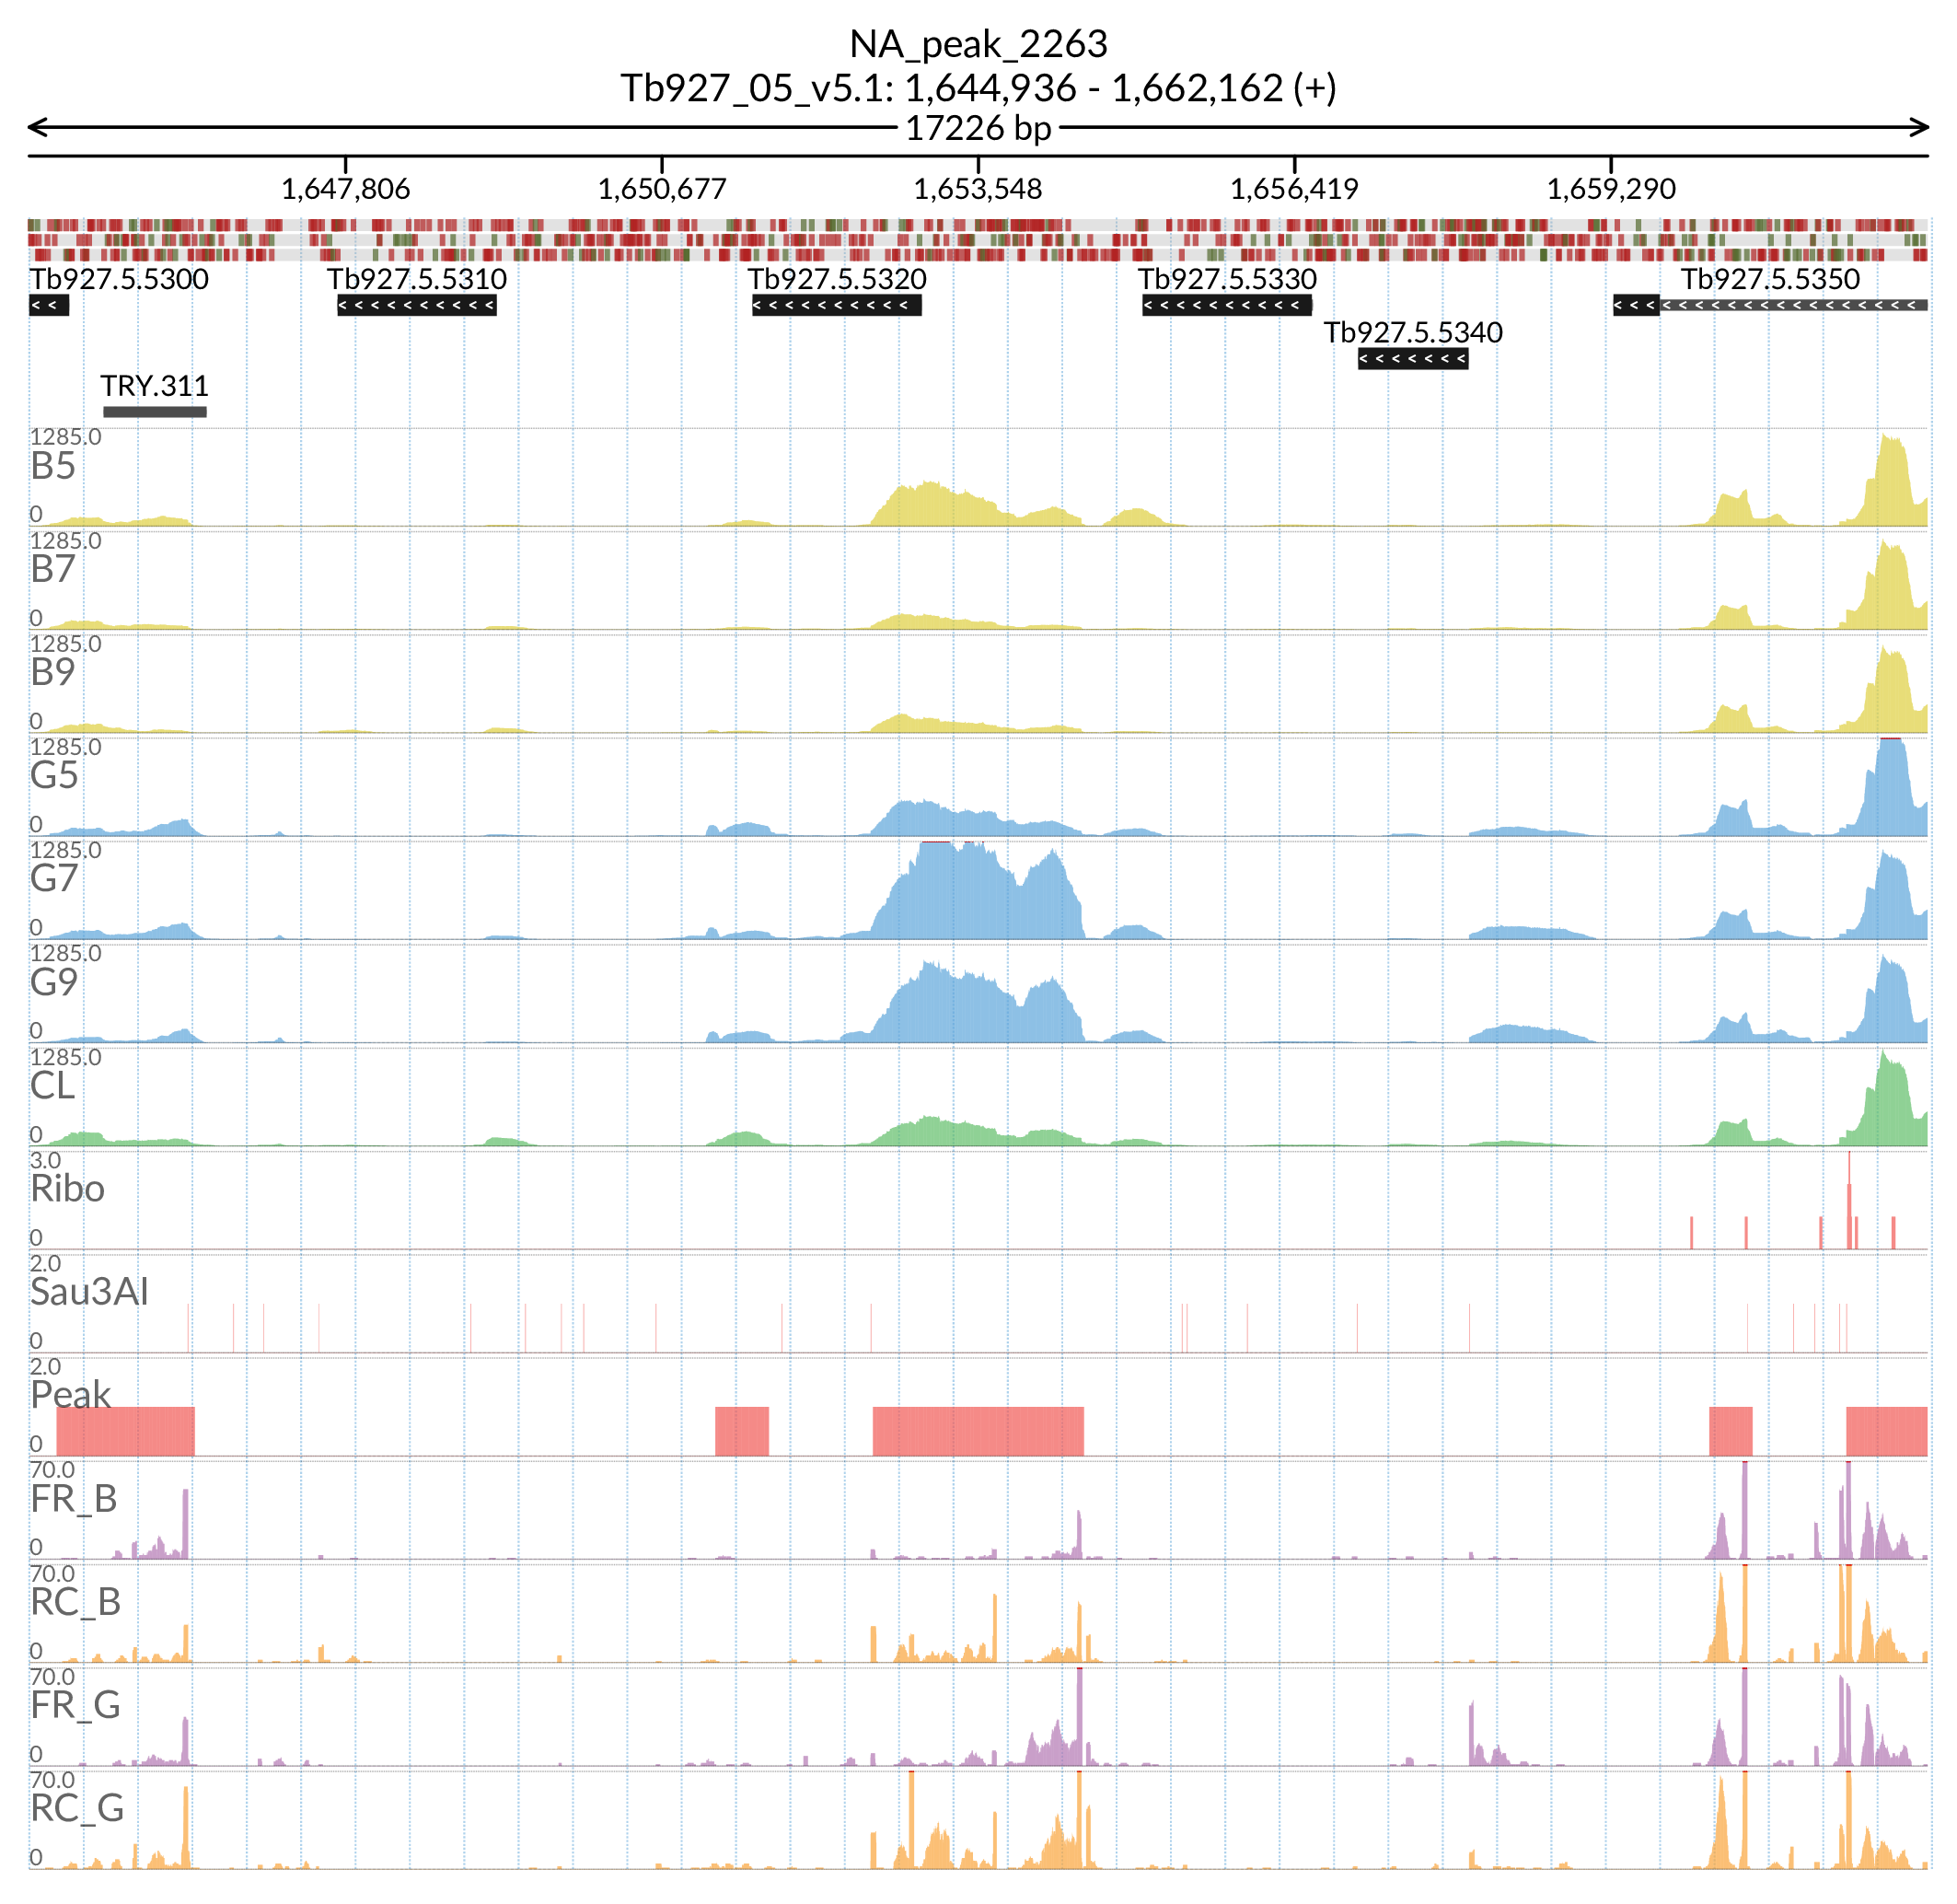 NA_peak_2263
Tb927_05_v5.1: 1,644,936 - 1,662,162 (+)
17226 bp
1,647,806 1,650,677 1,653,548 1,656,419 1,659,290
Tb927.5.5300 Tb927.5.5310 Tb927.5.5320 Tb927.5.5330 Tb927.5.5350
Tb927.5.5340
TRY.311
1285.0
B5
0
1285.0
B7
0
1285.0
B9
0
1285.0
G5
0
1285.0
G7
0
1285.0
G9
0
1285.0
CL
0
3.0
Ribo
0
2.0
Sau3AI
0
2.0
Peak
0
70.0
FR_B
0
70.0
RC_B
0
70.0
FR_G
0
70.0
RC_G
0